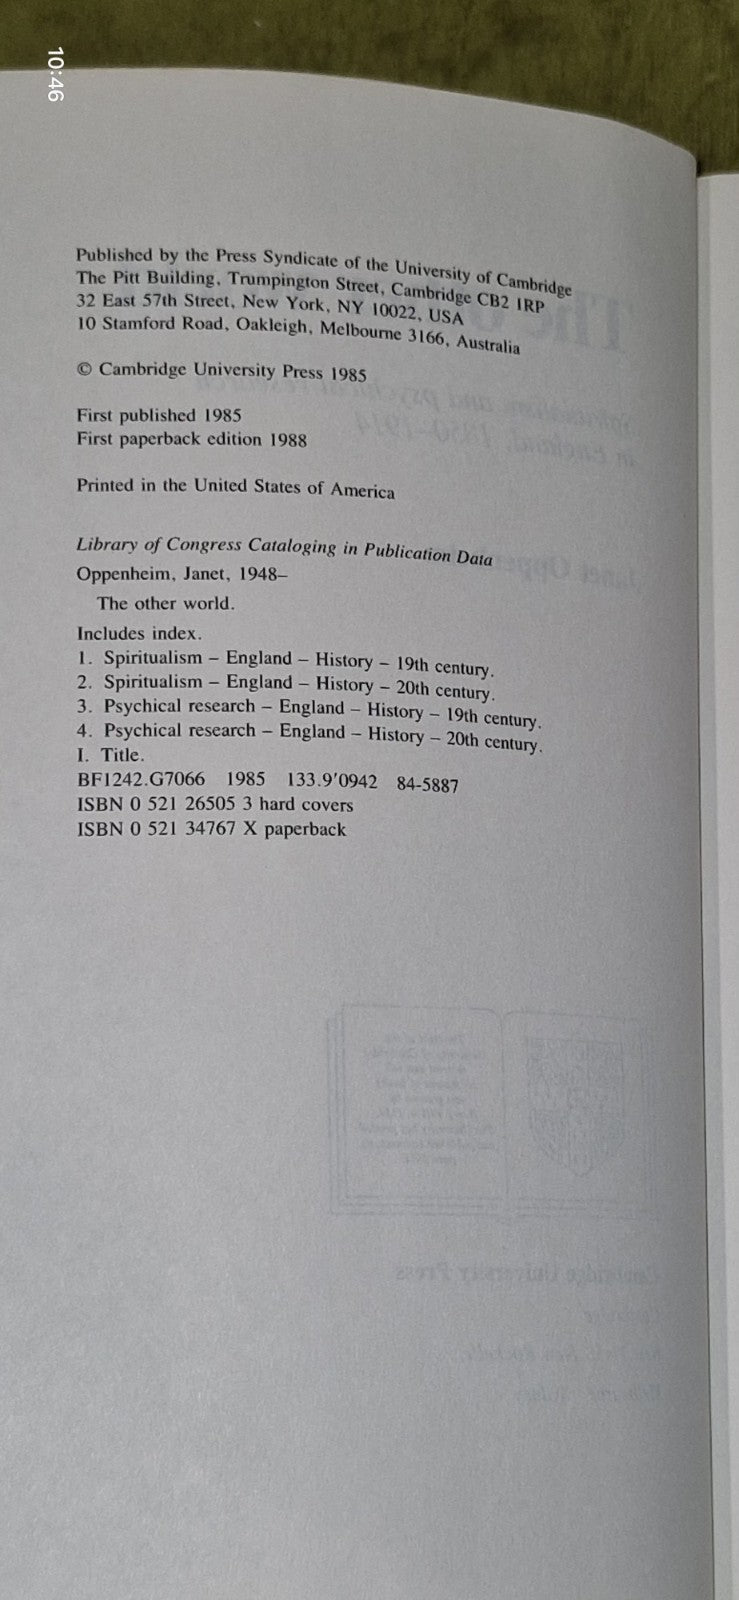 10:46
Published by the Press Syndicate of the University of Cambridge
The Pitt Building, Trumpington Street, Cambridge CB2 1RP
32 East 57th Street, New York, NY 10022, USA
10 Stamford Road, Oakleigh, Melbourne 3166, Australia
© Cambridge University Press 1985
First published 1985
First paperback edition 1988
Printed in the United States of America
Library of Congress Cataloging in Publication Data
Oppenheim, Janet, 1948–
The other world.
Includes index.
1. Spiritualism – England – History – 19th century.
2. Spiritualism – England – History – 20th century.
3. Psychical research – England – History – 19th century.
4. Psychical research – England – History – 20th century.
I. Title.
BF1242.G7O66 1985 133.9'0942 84-5887
ISBN 0 521 26505 3 hard covers
ISBN 0 521 34767 X paperback